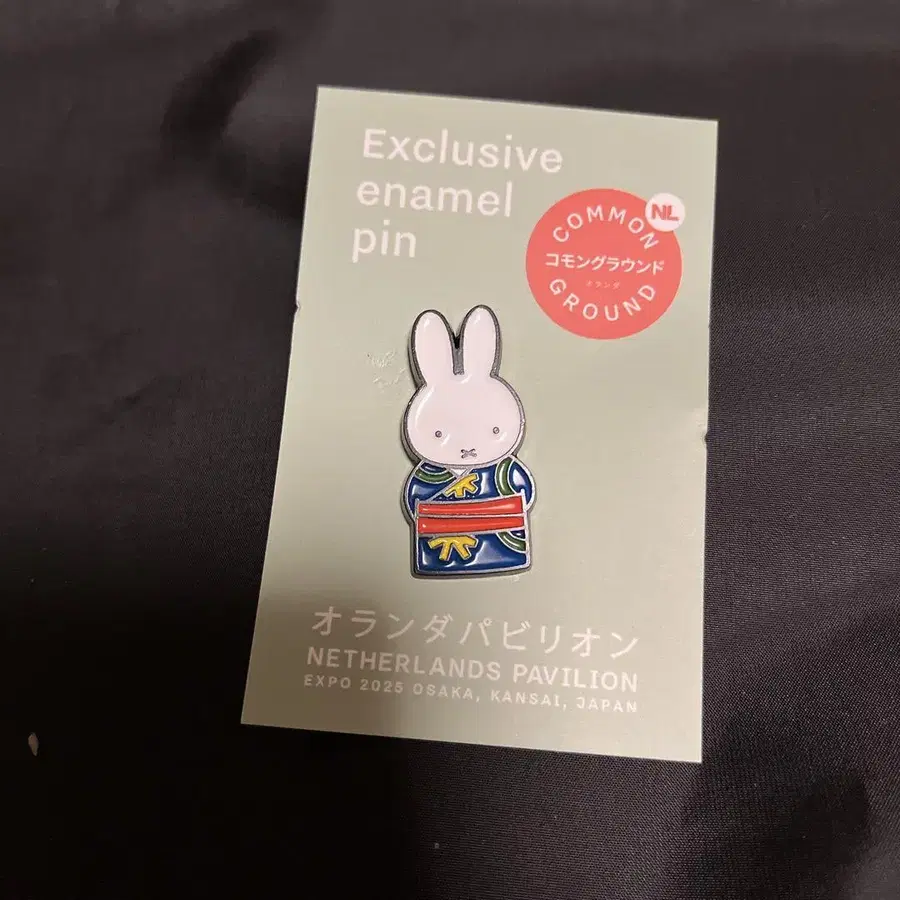 Exclusive
enamel
pin
NL
COMMON
コモングラウンド
オランダ
GROUND
オランダパビリオン
NETHERLANDS PAVILION
EXPO 2025 OSAKA, KANSAI, JAPAN